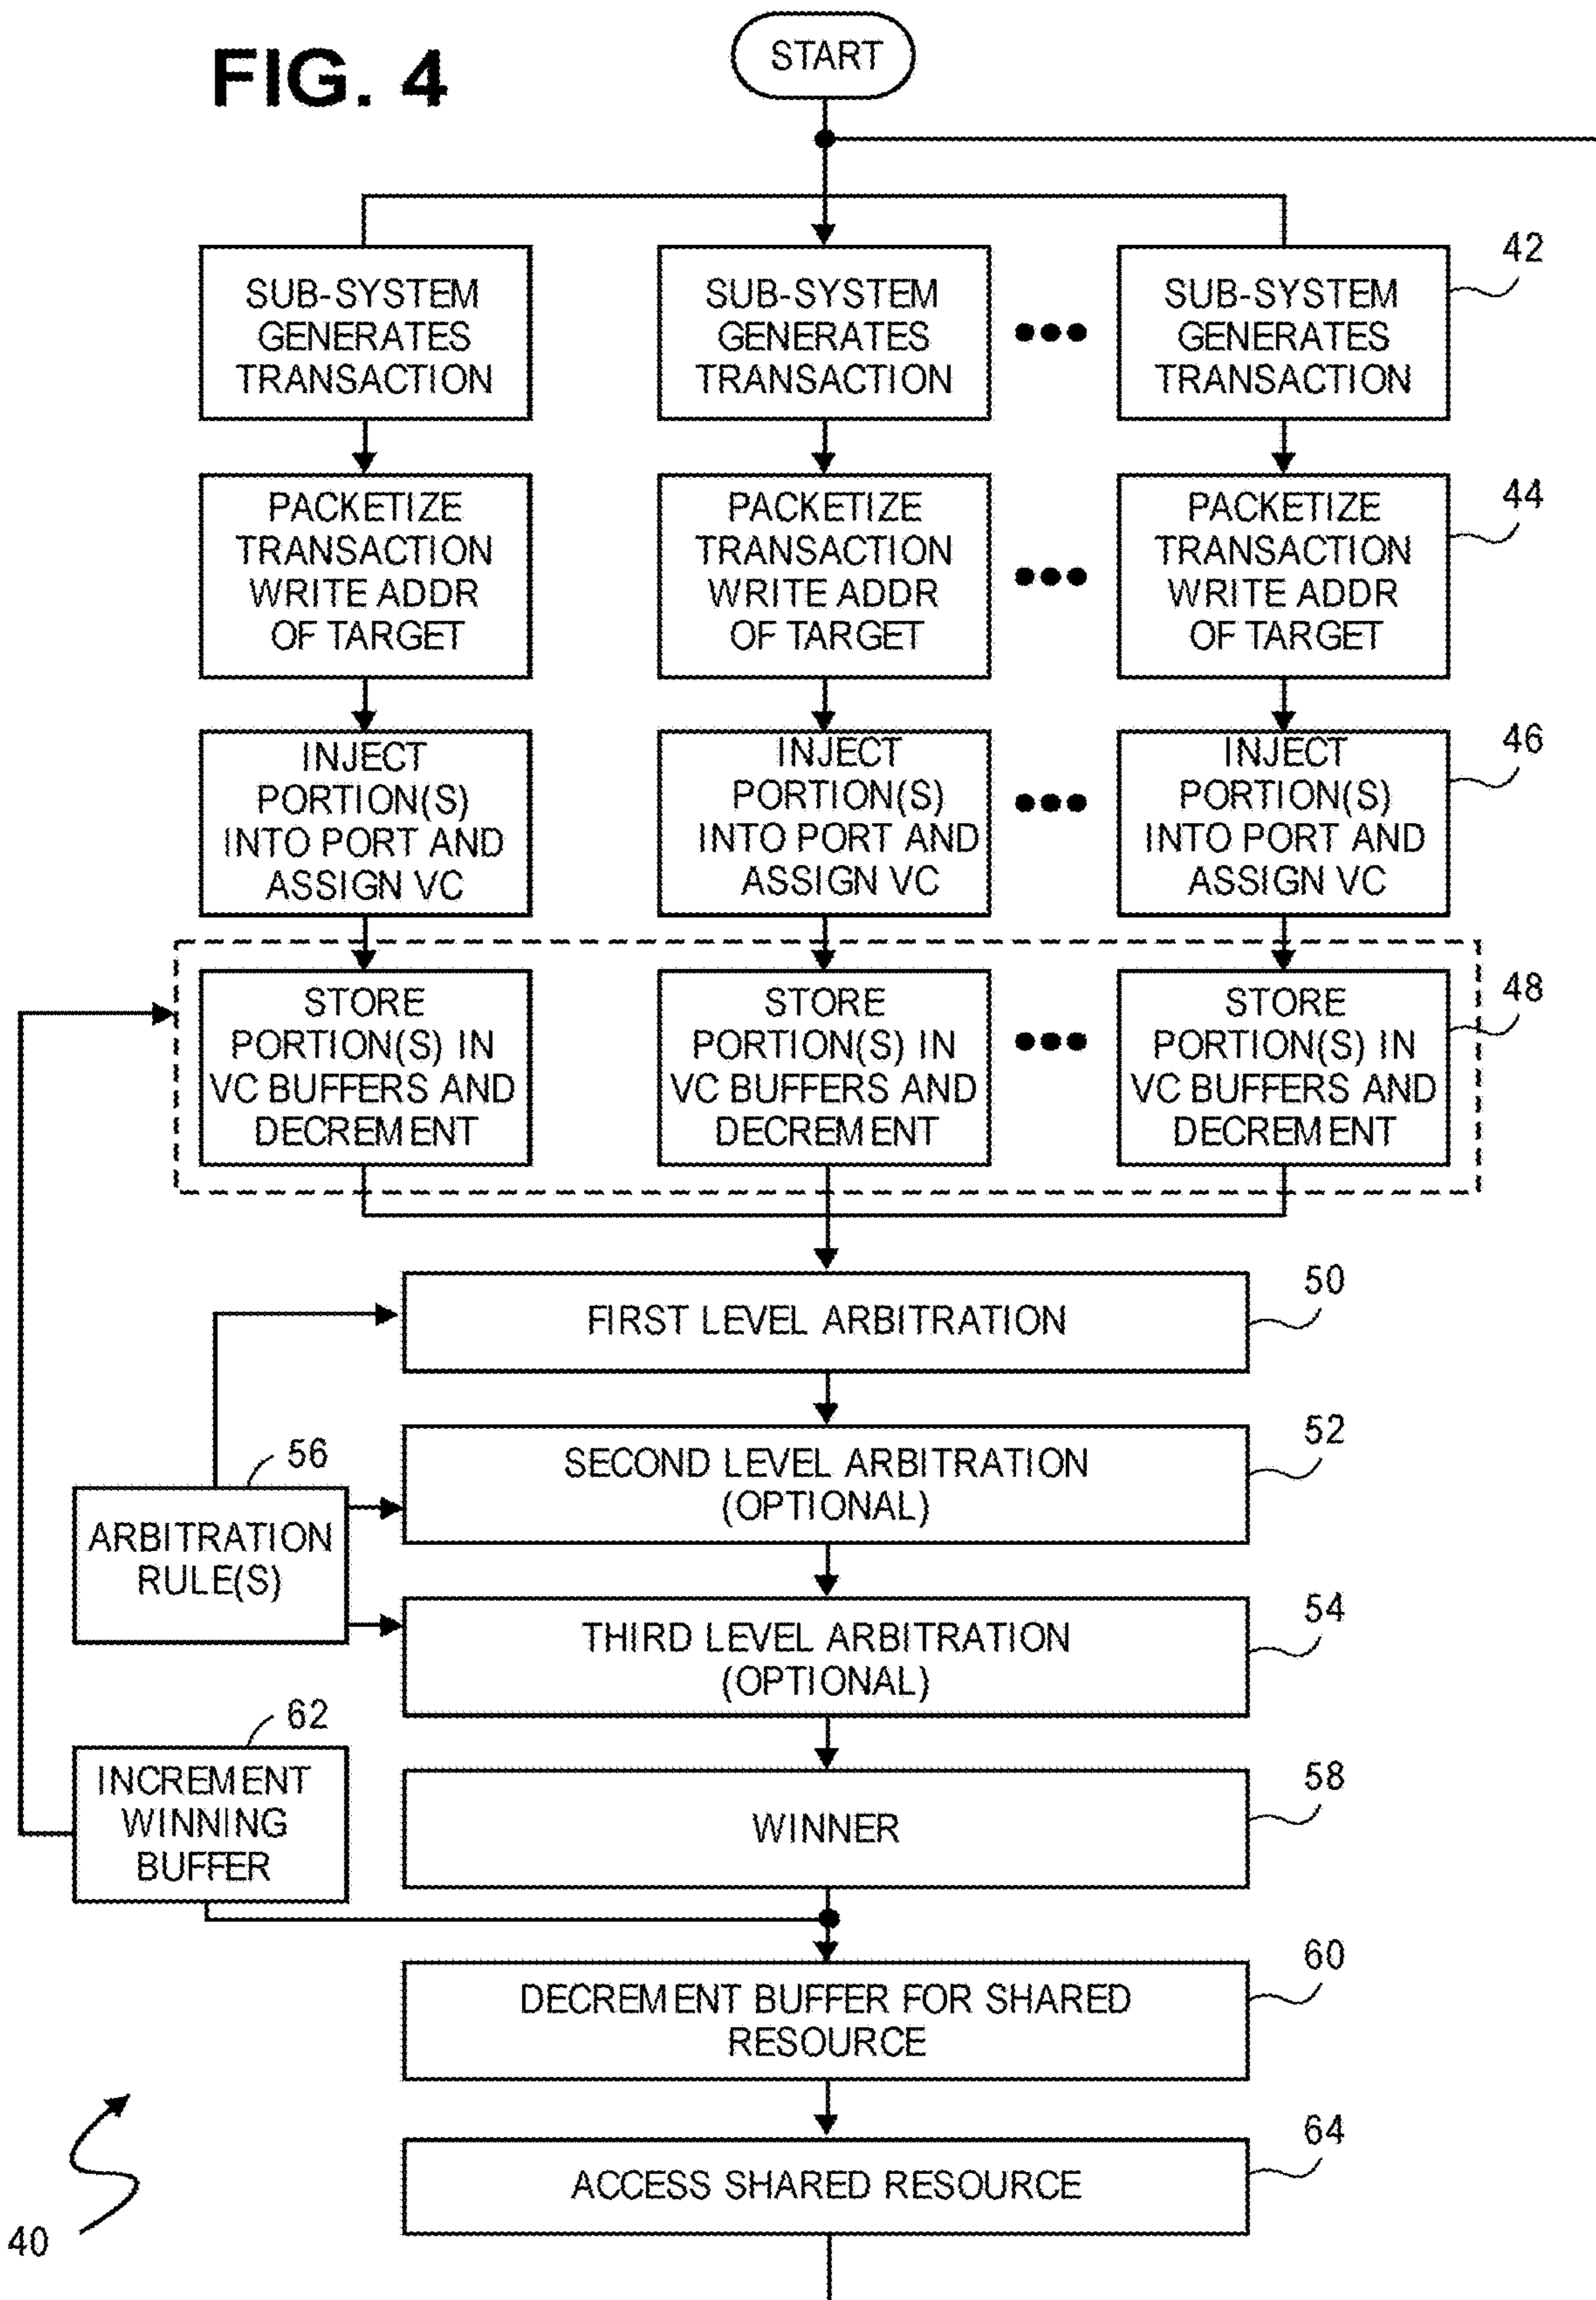 FIG. 4
START
SUB-SYSTEM
GENERATES
TRANSACTION
SUB-SYSTEM
GENERATES
TRANSACTION
SUB-SYSTEM
GENERATES
TRANSACTION
42
PACKETIZE
TRANSACTION
WRITE ADDR
OF TARGET
PACKETIZE
TRANSACTION
WRITE ADDR
OF TARGET
PACKETIZE
TRANSACTION
WRITE ADDR
OF TARGET
44
INJECT
PORTION(S)
INTO PORT AND
ASSIGN VC
INJECT
PORTION(S)
INTO PORT AND
ASSIGN VC
INJECT
PORTION(S)
INTO PORT AND
ASSIGN VC
46
STORE
PORTION(S) IN
VC BUFFERS AND
DECREMENT
STORE
PORTION(S) IN
VC BUFFERS AND
DECREMENT
STORE
PORTION(S) IN
VC BUFFERS AND
DECREMENT
48
FIRST LEVEL ARBITRATION
50
SECOND LEVEL ARBITRATION
(OPTIONAL)
52
56
ARBITRATION
RULE(S)
THIRD LEVEL ARBITRATION
(OPTIONAL)
54
62
INCREMENT
WINNING
BUFFER
WINNER
58
DECREMENT BUFFER FOR SHARED
RESOURCE
60
ACCESS SHARED RESOURCE
64
40